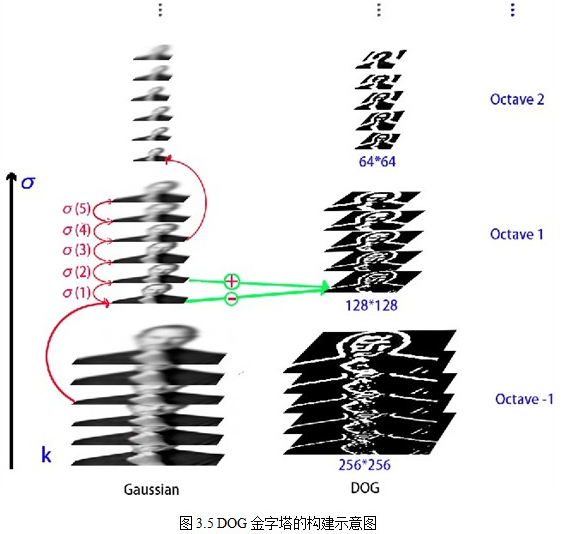 Octave 2
64*64
σ
σ(5)
σ(4)
σ(3)
σ(2)
σ(1)
+
-
Octave 1
128*128
Octave -1
k
256*256
Gaussian
DOG
图 3.5 DOG 金字塔的构建示意图